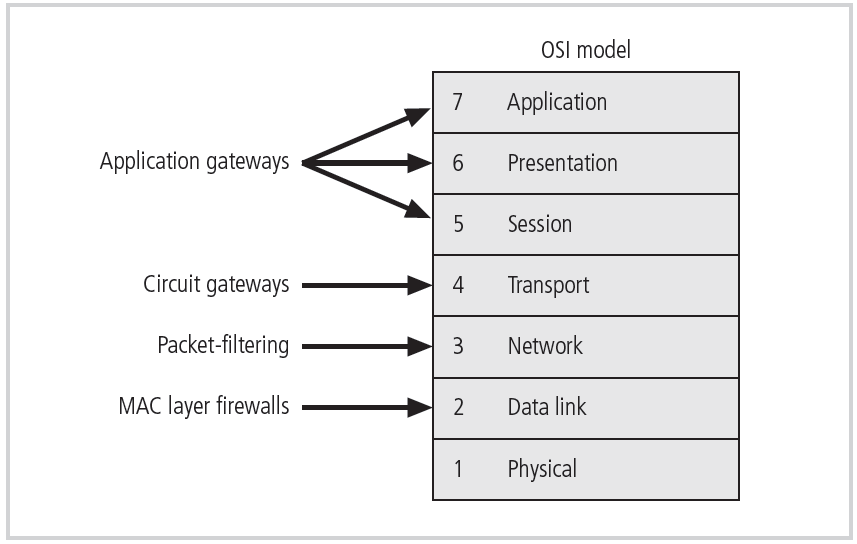 OSI model
7 Application
Application gateways
6 Presentation
5 Session
Circuit gateways
4 Transport
Packet-filtering
3 Network
MAC layer firewalls
2 Data link
1 Physical